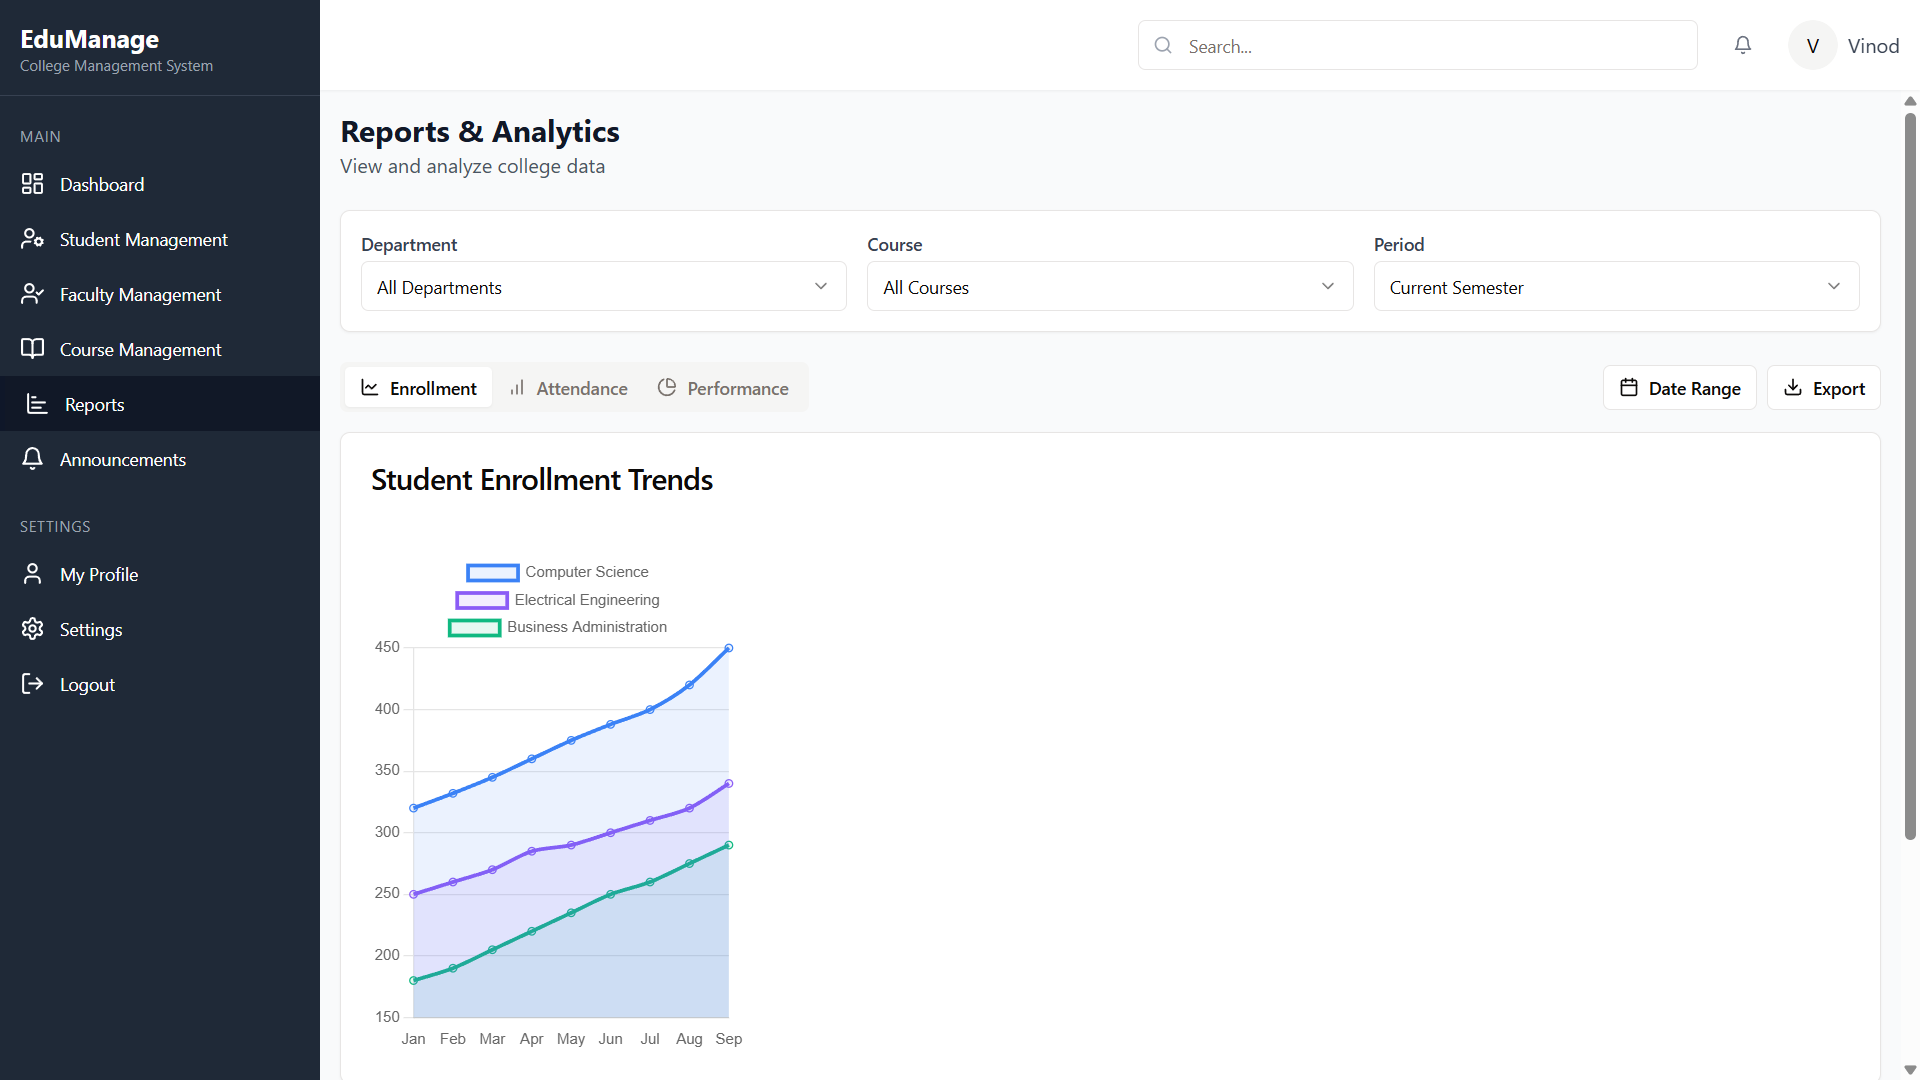 EduManage
College Management System
MAIN
Dashboard
Student Management
Faculty Management
Course Management
Reports
Announcements
SETTINGS
My Profile
Settings
Logout
Search...
V
Vinod
Reports & Analytics
View and analyze college data
Department
Course
Period
All Departments
All Courses
Current Semester
Enrollment
Attendance
Performance
Date Range
Export
Student Enrollment Trends
Computer Science
Electrical Engineering
Business Administration
450
400
350
300
250
200
150
Jan Feb Mar Apr May Jun Jul Aug Sep